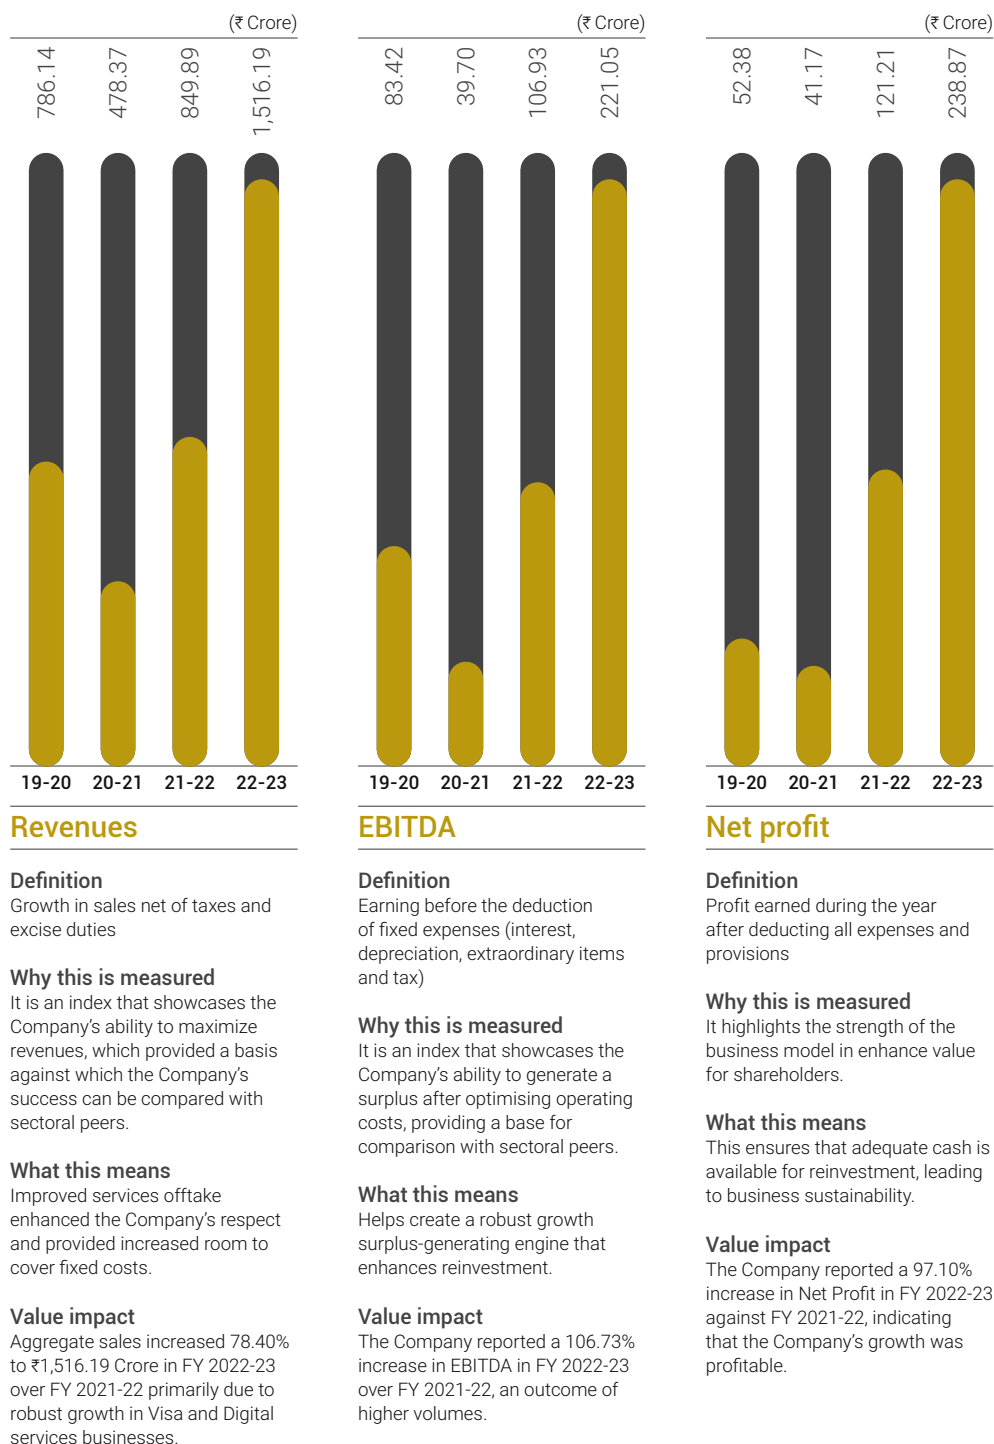 (₹ Crore)
786.14
478.37
849.89
1,516.19
19-20 20-21 21-22 22-23
Revenues
Definition
Growth in sales net of taxes and
excise duties
Why this is measured
It is an index that showcases the
Company’s ability to maximize
revenues, which provided a basis
against which the Company’s
success can be compared with
sectoral peers.
What this means
Improved services offtake
enhanced the Company’s respect
and provided increased room to
cover fixed costs.
Value impact
Aggregate sales increased 78.40%
to ₹1,516.19 Crore in FY 2022-23
over FY 2021-22 primarily due to
robust growth in Visa and Digital
services businesses.
(₹ Crore)
83.42
39.70
106.93
221.05
19-20 20-21 21-22 22-23
EBITDA
Definition
Earning before the deduction
of fixed expenses (interest,
depreciation, extraordinary items
and tax)
Why this is measured
It is an index that showcases the
Company’s ability to generate a
surplus after optimising operating
costs, providing a base for
comparison with sectoral peers.
What this means
Helps create a robust growth
surplus-generating engine that
enhances reinvestment.
Value impact
The Company reported a 106.73%
increase in EBITDA in FY 2022-23
over FY 2021-22, an outcome of
higher volumes.
(₹ Crore)
52.38
41.17
121.21
238.87
19-20 20-21 21-22 22-23
Net profit
Definition
Profit earned during the year
after deducting all expenses and
provisions
Why this is measured
It highlights the strength of the
business model in enhance value
for shareholders.
What this means
This ensures that adequate cash is
available for reinvestment, leading
to business sustainability.
Value impact
The Company reported a 97.10%
increase in Net Profit in FY 2022-23
against FY 2021-22, indicating
that the Company’s growth was
profitable.